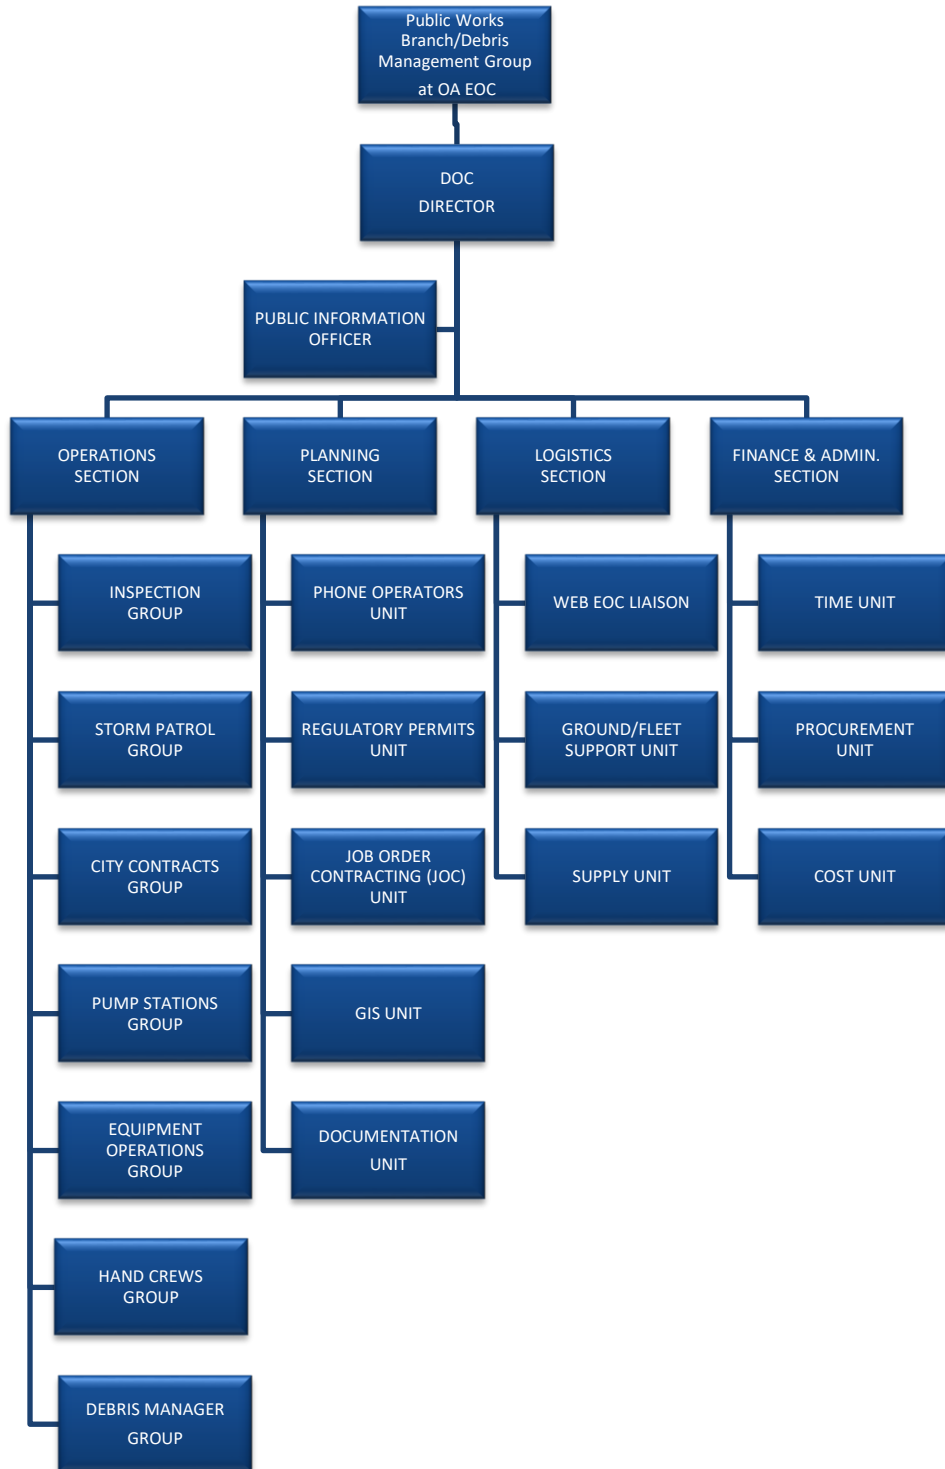 Public Works
Branch/Debris
Management Group
at OA EOC
DOC
DIRECTOR
PUBLIC INFORMATION
OFFICER
OPERATIONS
SECTION
PLANNING
SECTION
LOGISTICS
SECTION
FINANCE & ADMIN.
SECTION
INSPECTION
GROUP
PHONE OPERATORS
UNIT
WEB EOC LIAISON
TIME UNIT
STORM PATROL
GROUP
REGULATORY PERMITS
UNIT
GROUND/FLEET
SUPPORT UNIT
PROCUREMENT
UNIT
CITY CONTRACTS
GROUP
JOB ORDER
CONTRACTING (JOC)
UNIT
SUPPLY UNIT
COST UNIT
PUMP STATIONS
GROUP
GIS UNIT
EQUIPMENT
OPERATIONS
GROUP
DOCUMENTATION
UNIT
HAND CREWS
GROUP
DEBRIS MANAGER
GROUP